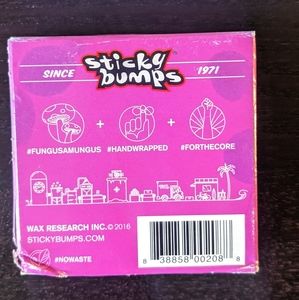 sticky
bumps
SINCE 1971
+ +
#FUNGUSAMUNGUS #HANDWRAPPED #FORTHECORE
WAX RESEARCH INC. © 2016
STICKYBUMPS.COM
#NOWASTE
8 38858 00208 8